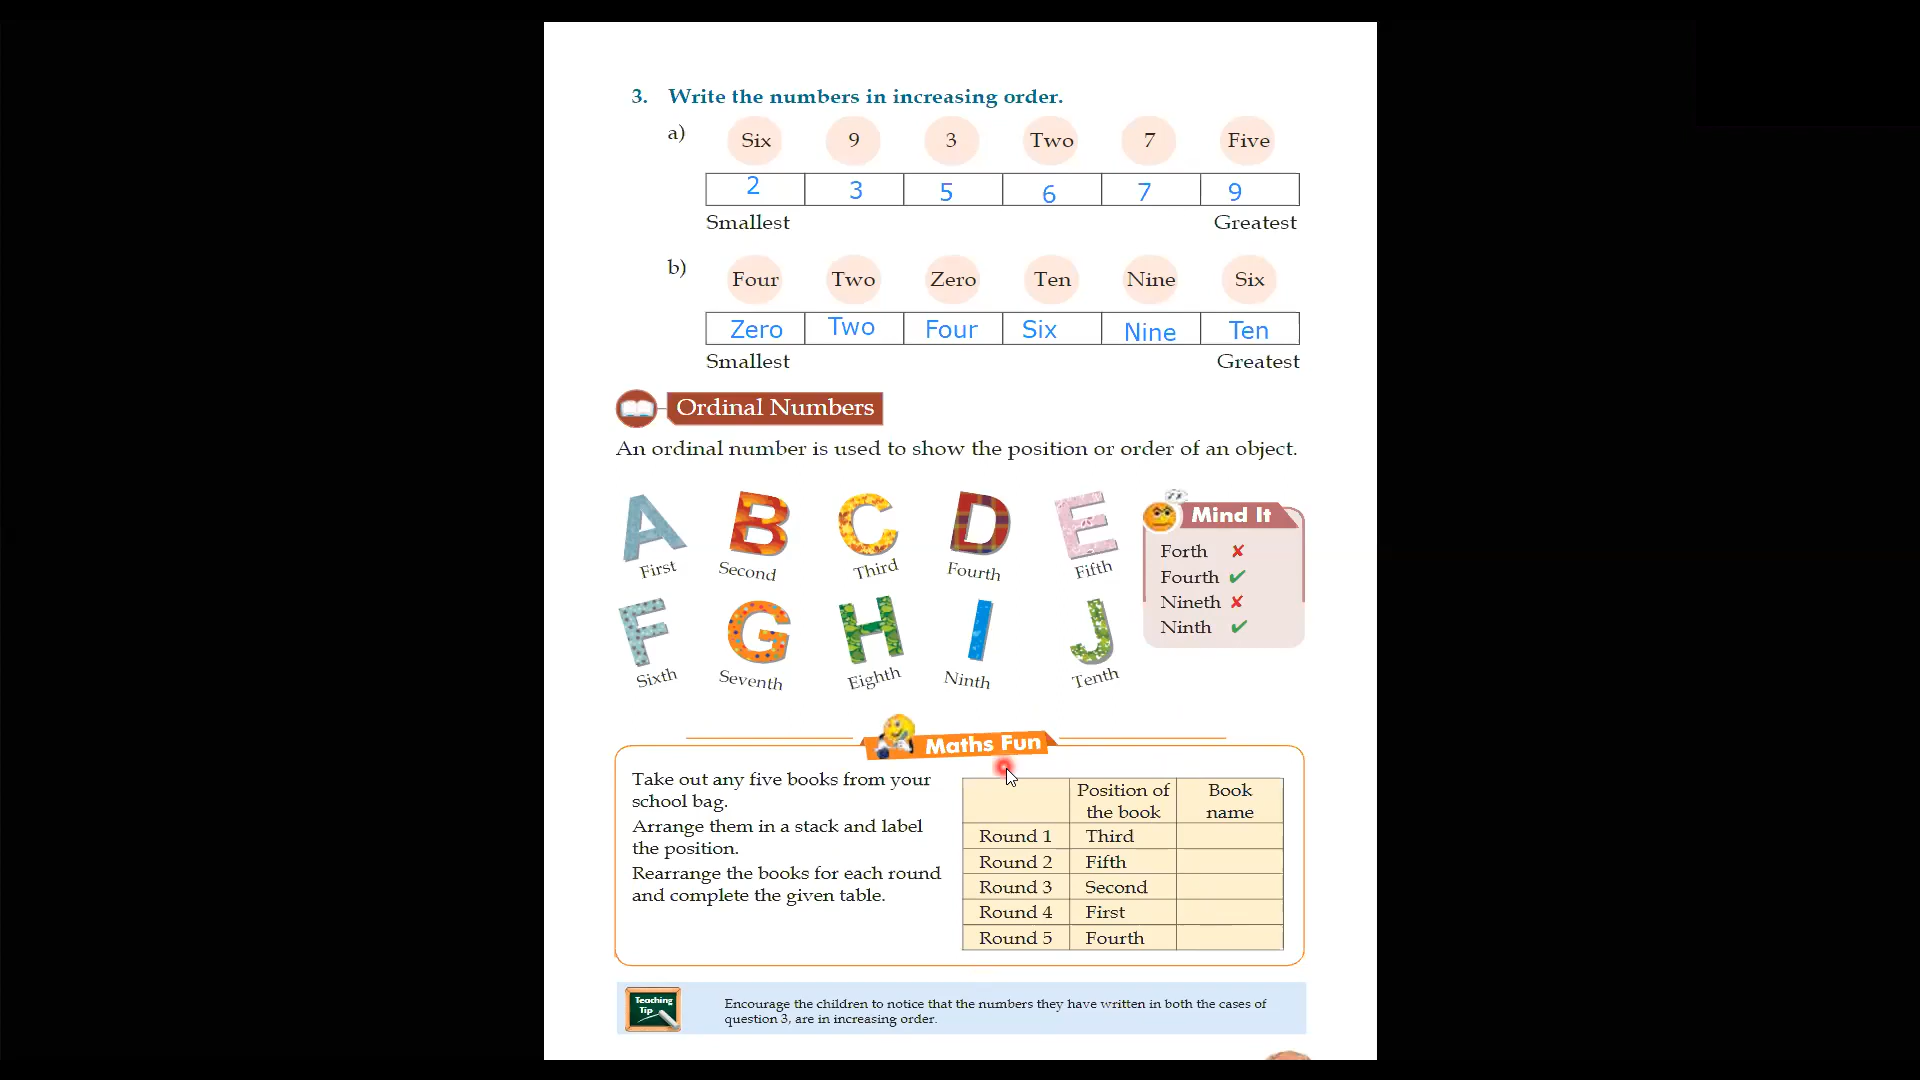 3. Write the numbers in increasing order.
a) Six 9 3 Two 7 Five
2 3 5 6 7 9
Smallest Greatest
b) Four Two Zero Ten Nine Six
Zero Two Four Six Nine Ten
Smallest Greatest
Ordinal Numbers
An ordinal number is used to show the position or order of an object.
A B C D E
First Second Third Fourth Fifth
F G H I J
Sixth Seventh Eighth Ninth Tenth
Mind It
Forth ✘
Fourth ✔
Nineth ✘
Ninth ✔
Maths Fun
Take out any five books from your
school bag.
Arrange them in a stack and label
the position.
Rearrange the books for each round
and complete the given table.
Position of the book Book name
Round 1 Third
Round 2 Fifth
Round 3 Second
Round 4 First
Round 5 Fourth
Teaching
Tip
Encourage the children to notice that the numbers they have written in both the cases of
question 3, are in increasing order.